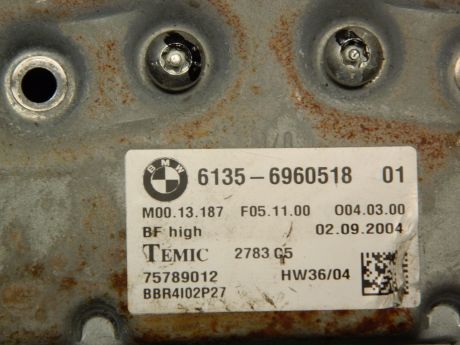 BMW 6135-6960518 01
M00.13.187 F05.11.00 O04.03.00
BF high 02.09.2004
TEMIC 2783 C5
75789012 HW36/04
BBR4I02P27